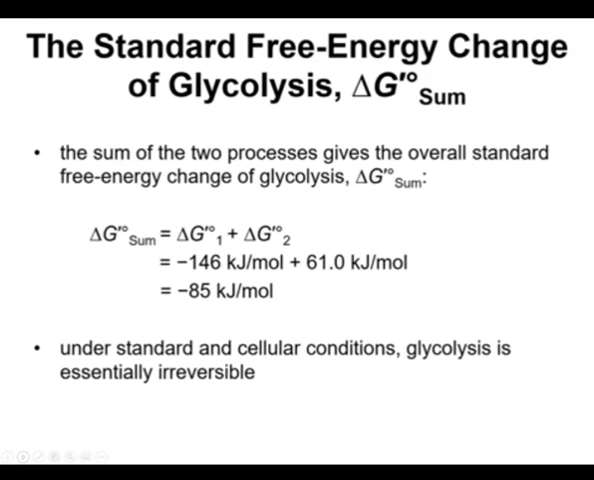 The Standard Free-Energy Change
of Glycolysis, ΔG′°Sum
• the sum of the two processes gives the overall standard
free-energy change of glycolysis, ΔG′°Sum:
ΔG′°Sum = ΔG′°1 + ΔG′°2
= −146 kJ/mol + 61.0 kJ/mol
= −85 kJ/mol
• under standard and cellular conditions, glycolysis is
essentially irreversible